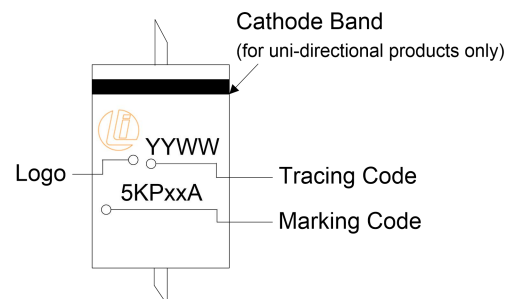 Cathode Band
(for uni-directional products only)
YYWW
Logo
Tracing Code
5KPxxA
Marking Code